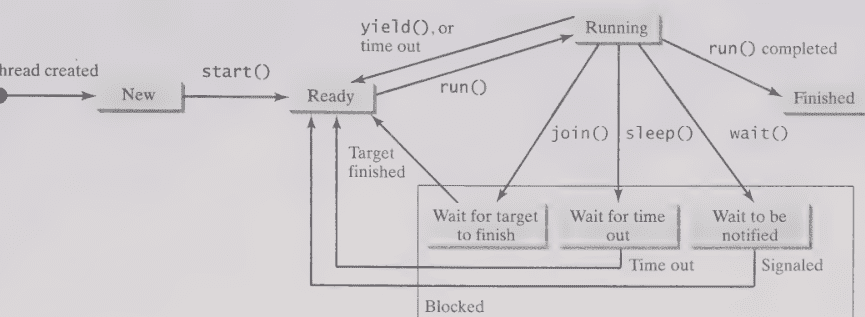 yield(), or
time out
Running
run() completed
hread created
New
start()
Ready
run()
Finished
join()
sleep()
wait()
Target
finished
Wait for target
to finish
Wait for time
out
Wait to be
notified
Time out
Signaled
Blocked